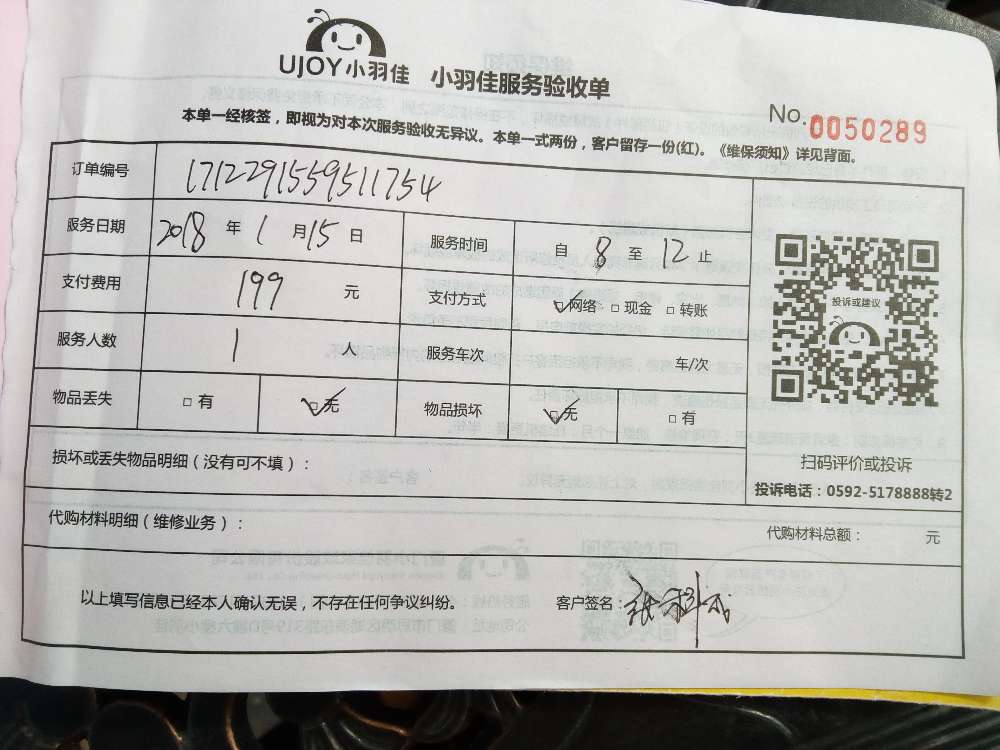 UJOY小羽佳 小羽佳服务验收单
No.0050289
本单一经核签，即视为对本次服务验收无异议。本单一式两份，客户留存一份(红)。《维保须知》详见背面。
订单编号 1712291559511754
服务日期 2018 年 1 月 15 日 服务时间 自 8 至 12 止
支付费用 199 元 支付方式 ☑网络 □现金 □转账
服务人数 1 人 服务车次 车/次
物品丢失 □有 ☑无 物品损坏 ☑无 □有
投诉或建议
扫码评价或投诉
投诉电话：0592-5178888转2
损坏或丢失物品明细（没有可不填）：
代购材料明细（维修业务）： 代购材料总额： 元
以上填写信息已经本人确认无误，不存在任何争议纠纷。 客户签名：